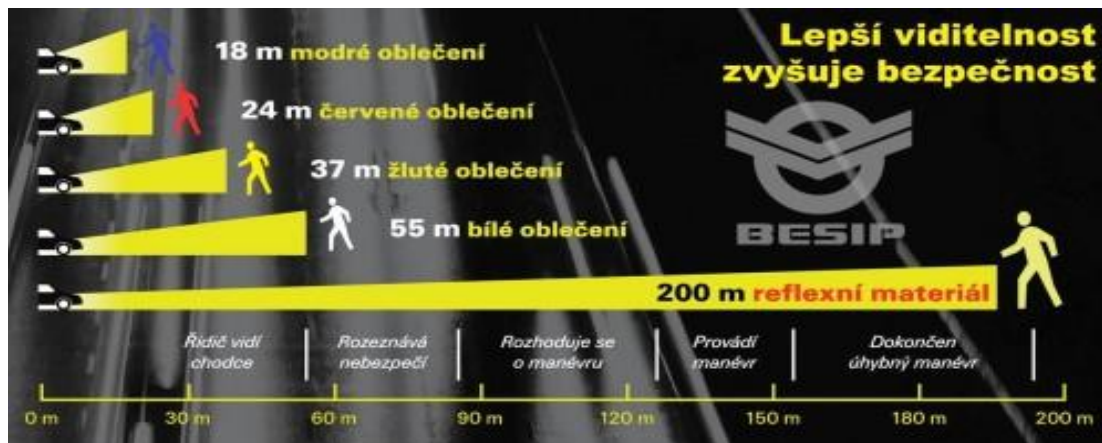 Lepší viditelnost
zvyšuje bezpečnost
18 m modré oblečení
24 m červené oblečení
37 m žluté oblečení
55 m bílé oblečení
BESIP
200 m reflexní materiál
Řidič vidí
chodce
Rozeznává
nebezpečí
Rozhoduje se
o manévru
Provádí
manévr
Dokončen
úhybný manévr
0 m 30 m 60 m 90 m 120 m 150 m 180 m 200 m